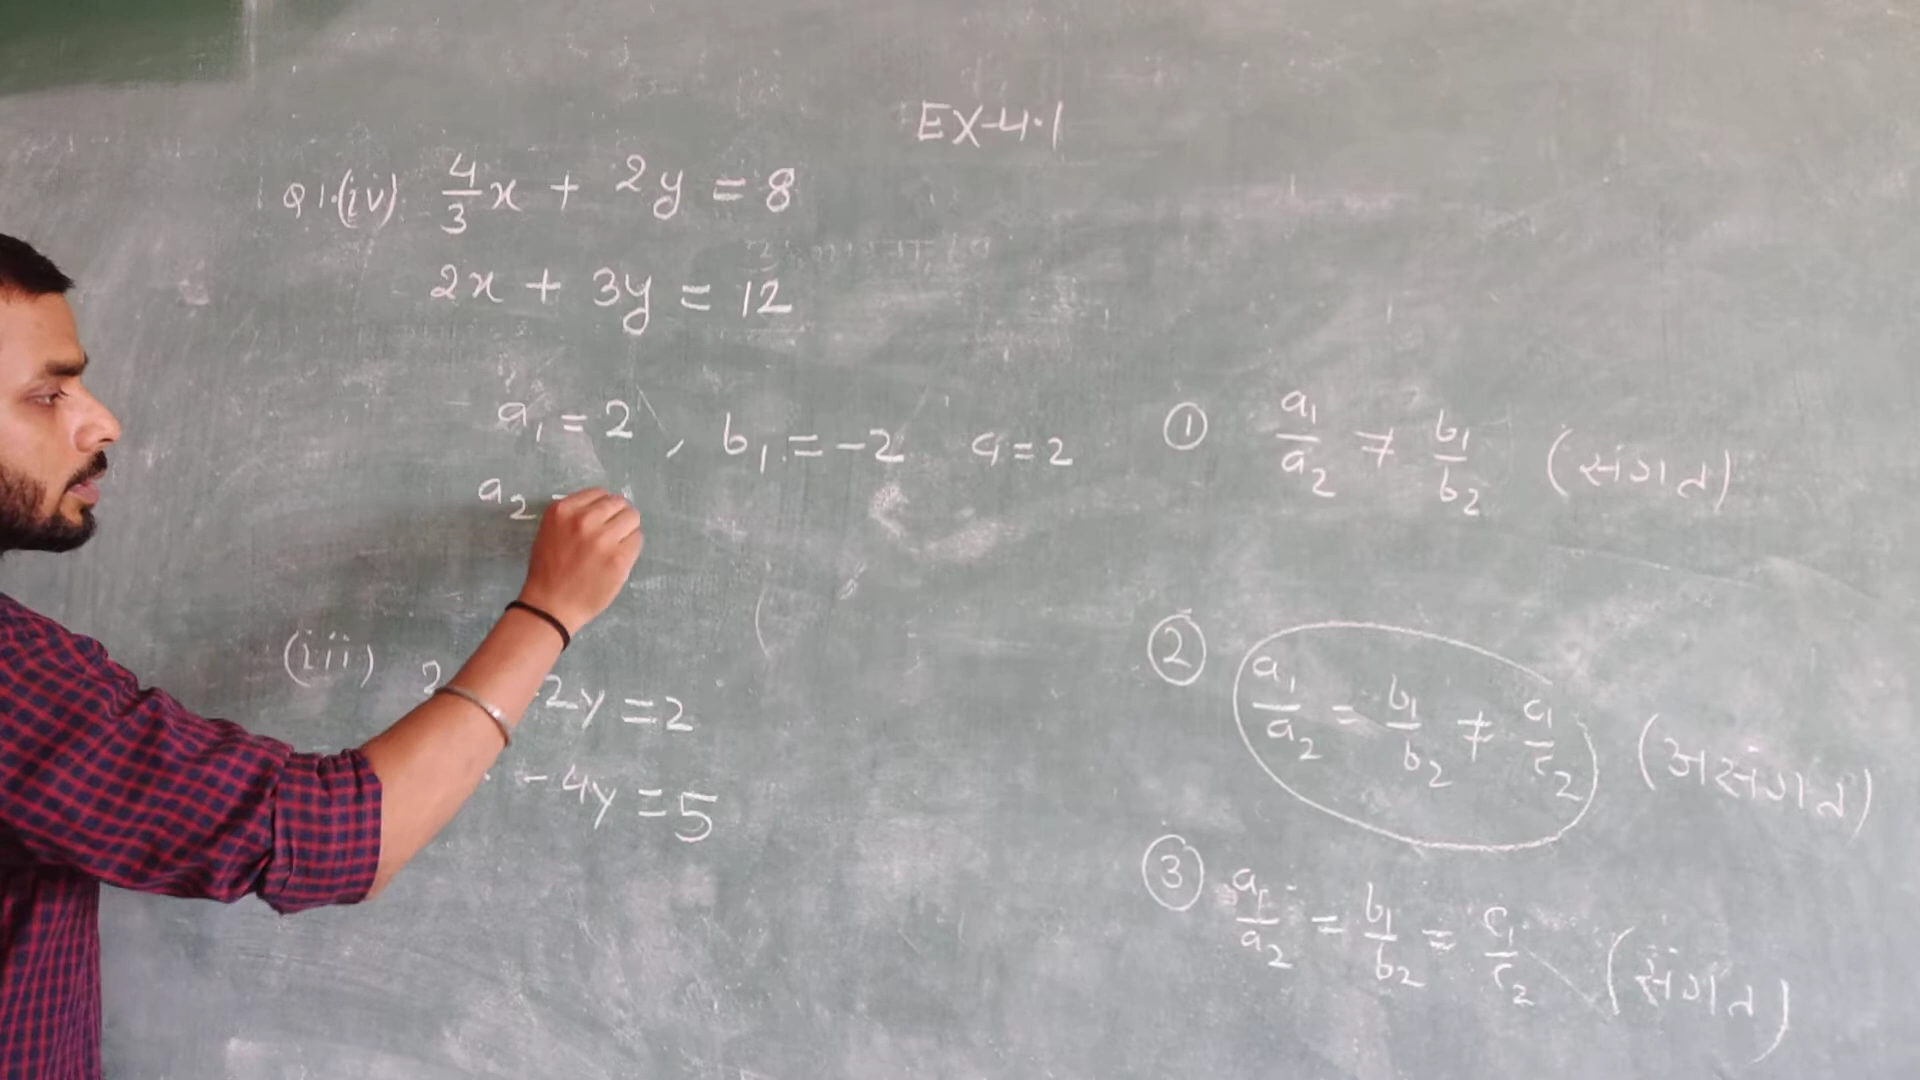 EX-4.1
Q1.(iv) 4/3 x + 2y = 8
2x + 3y = 12
a₁ = 2 , b₁ = -2 c₁ = 2
a₂
(iii) 2 -2y = 2
- 4y = 5
① a₁/a₂ ≠ b₁/b₂ (संगत)
② a₁/a₂ = b₁/b₂ ≠ c₁/c₂ (असंगत)
③ a₁/a₂ = b₁/b₂ = c₁/c₂ (संगत)